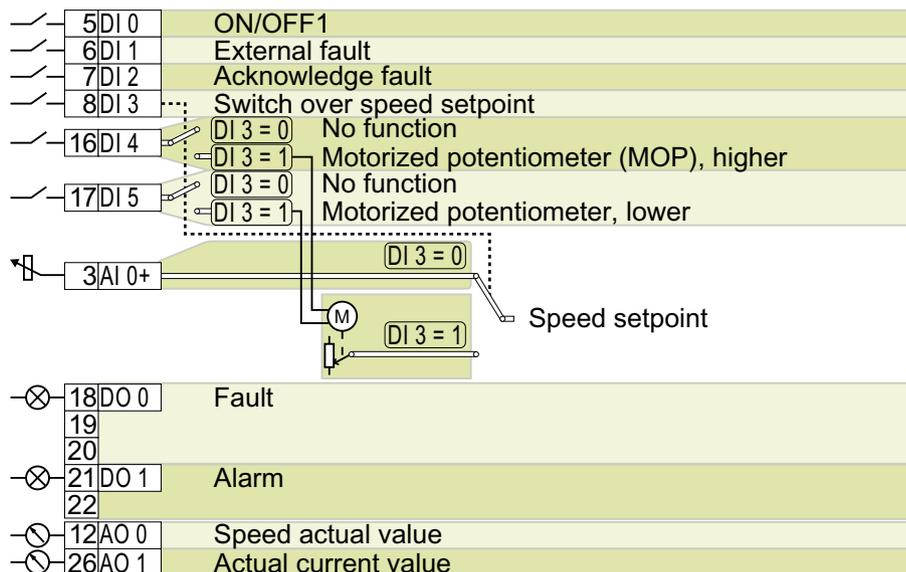 5 DI 0 ON/OFF1
6 DI 1 External fault
7 DI 2 Acknowledge fault
8 DI 3 Switch over speed setpoint
DI 3 = 0 No function
16 DI 4
DI 3 = 1 Motorized potentiometer (MOP), higher
DI 3 = 0 No function
17 DI 5
DI 3 = 1 Motorized potentiometer, lower
DI 3 = 0
3 AI 0+
M
Speed setpoint
DI 3 = 1
18 DO 0 Fault
19
20
21 DO 1 Alarm
22
12 AO 0 Speed actual value
26 AO 1 Actual current value